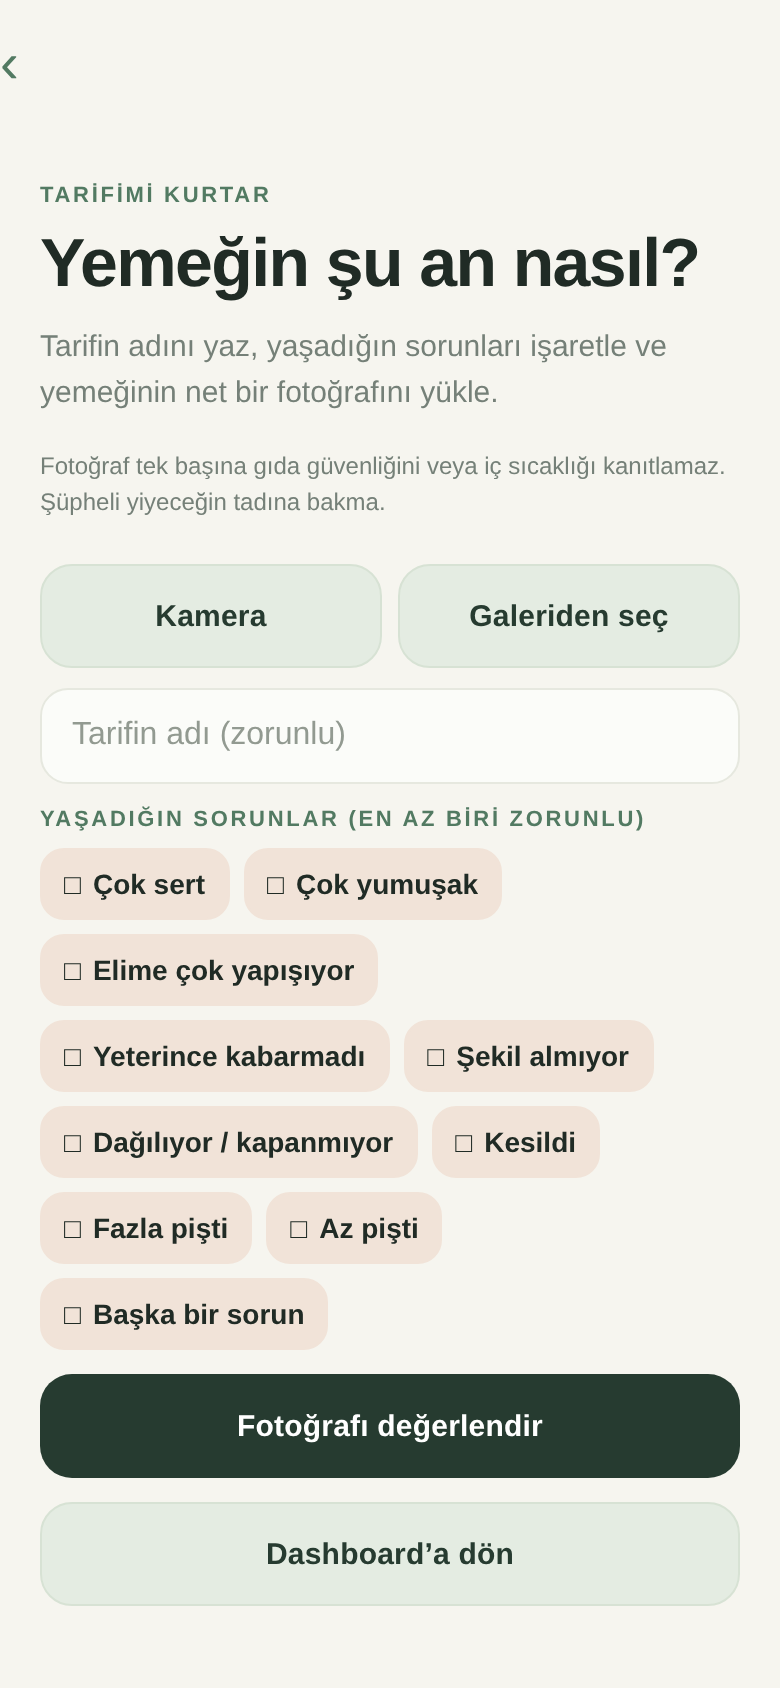 ‹
TARİFİMİ KURTAR
Yemeğin şu an nasıl?
Tarifin adını yaz, yaşadığın sorunları işaretle ve
yemeğinin net bir fotoğrafını yükle.
Fotoğraf tek başına gıda güvenliğini veya iç sıcaklığı kanıtlamaz.
Şüpheli yiyeceğin tadına bakma.
Kamera
Galeriden seç
Tarifin adı (zorunlu)
YAŞADIĞIN SORUNLAR (EN AZ BİRİ ZORUNLU)
□ Çok sert
□ Çok yumuşak
□ Elime çok yapışıyor
□ Yeterince kabarmadı
□ Şekil almıyor
□ Dağılıyor / kapanmıyor
□ Kesildi
□ Fazla pişti
□ Az pişti
□ Başka bir sorun
Fotoğrafı değerlendir
Dashboard’a dön